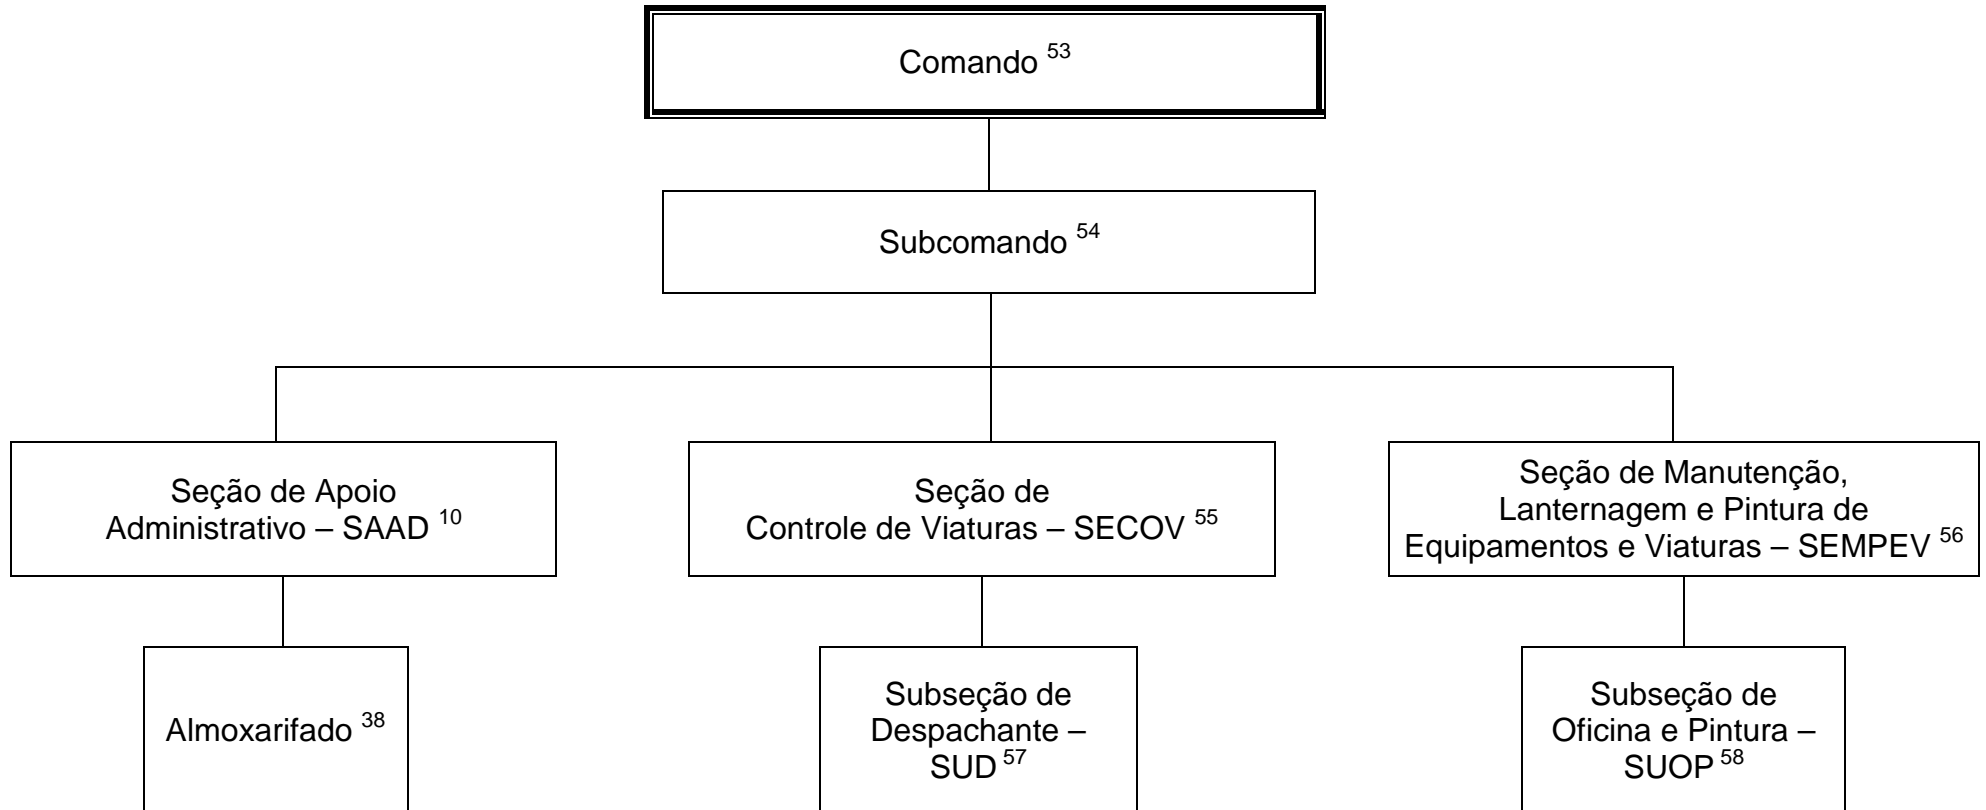 Comando 53
Subcomando 54
Seção de Apoio
Administrativo – SAAD 10
Seção de
Controle de Viaturas – SECOV 55
Seção de Manutenção,
Lanternagem e Pintura de
Equipamentos e Viaturas – SEMPEV 56
Almoxarifado 38
Subseção de
Despachante –
SUD 57
Subseção de
Oficina e Pintura –
SUOP 58